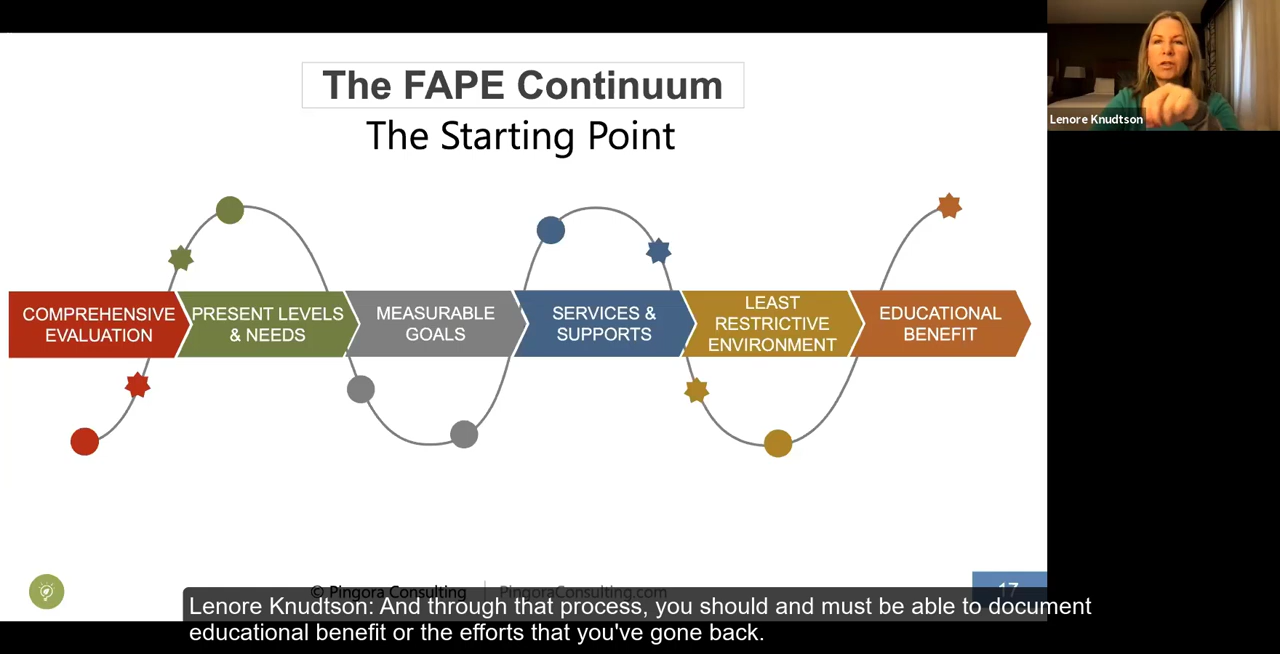 The FAPE Continuum
The Starting Point
Lenore Knudtson
COMPREHENSIVE
EVALUATION
PRESENT LEVELS
& NEEDS
MEASURABLE
GOALS
SERVICES &
SUPPORTS
LEAST
RESTRICTIVE
ENVIRONMENT
EDUCATIONAL
BENEFIT
© Pingora Consulting | PingoraConsulting.com
17
Lenore Knudtson: And through that process, you should and must be able to document
educational benefit or the efforts that you've gone back.